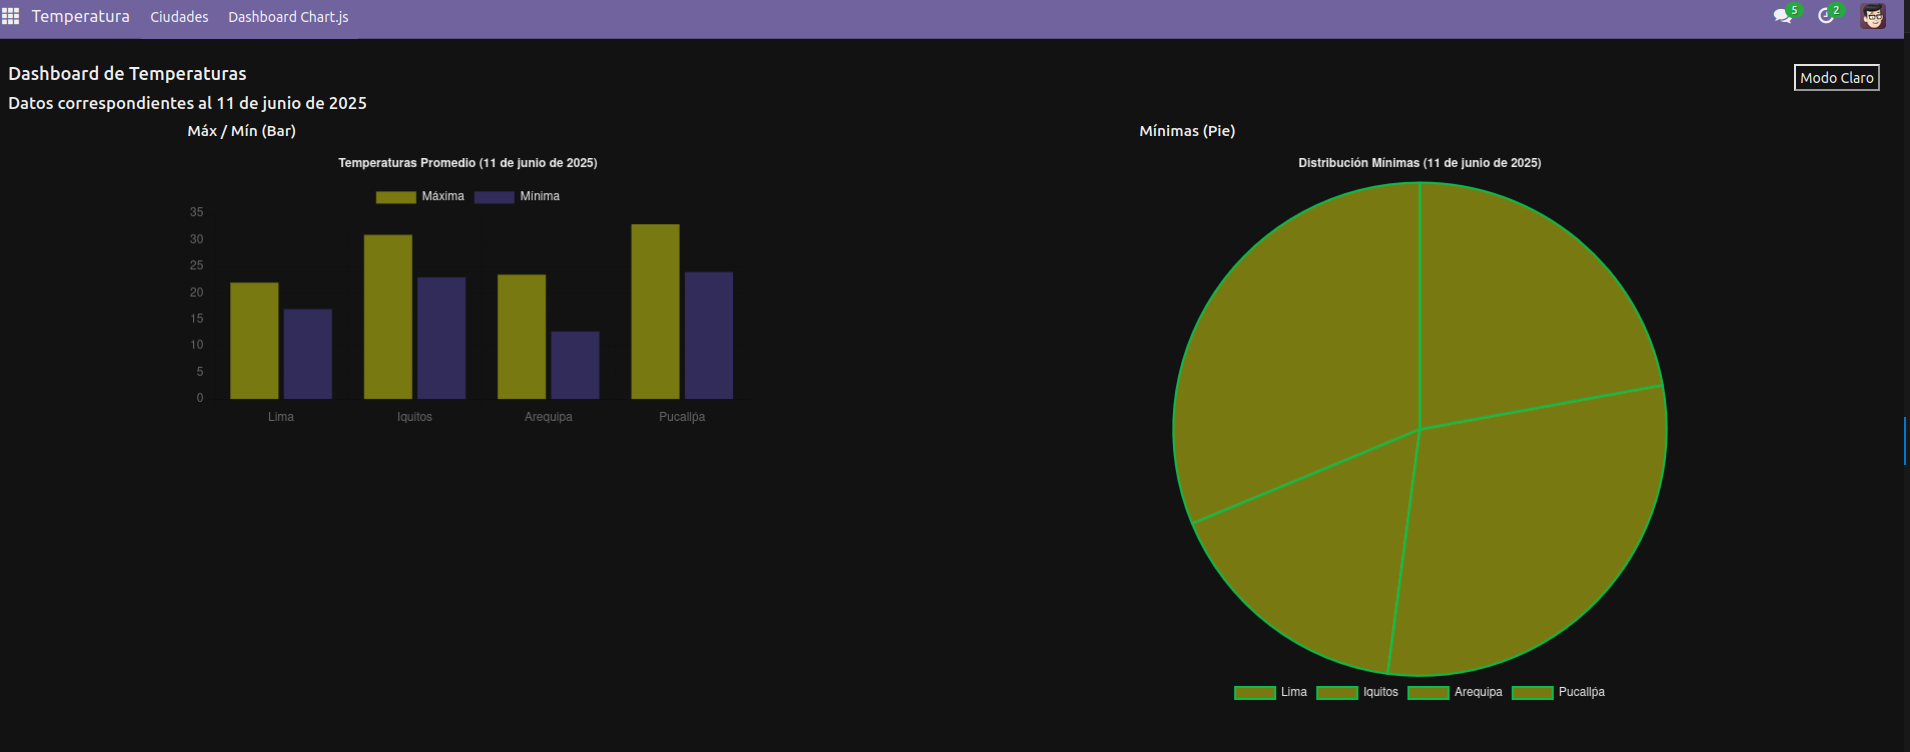 Temperatura Ciudades Dashboard Chart.js 5 2
Dashboard de Temperaturas
Modo Claro
Datos correspondientes al 11 de junio de 2025
Máx / Mín (Bar)
Temperaturas Promedio (11 de junio de 2025)
Máxima Mínima
35
30
25
20
15
10
5
0
Lima Iquitos Arequipa Pucallṕa
Mínimas (Pie)
Distribución Mínimas (11 de junio de 2025)
Lima Iquitos Arequipa Pucallṕa